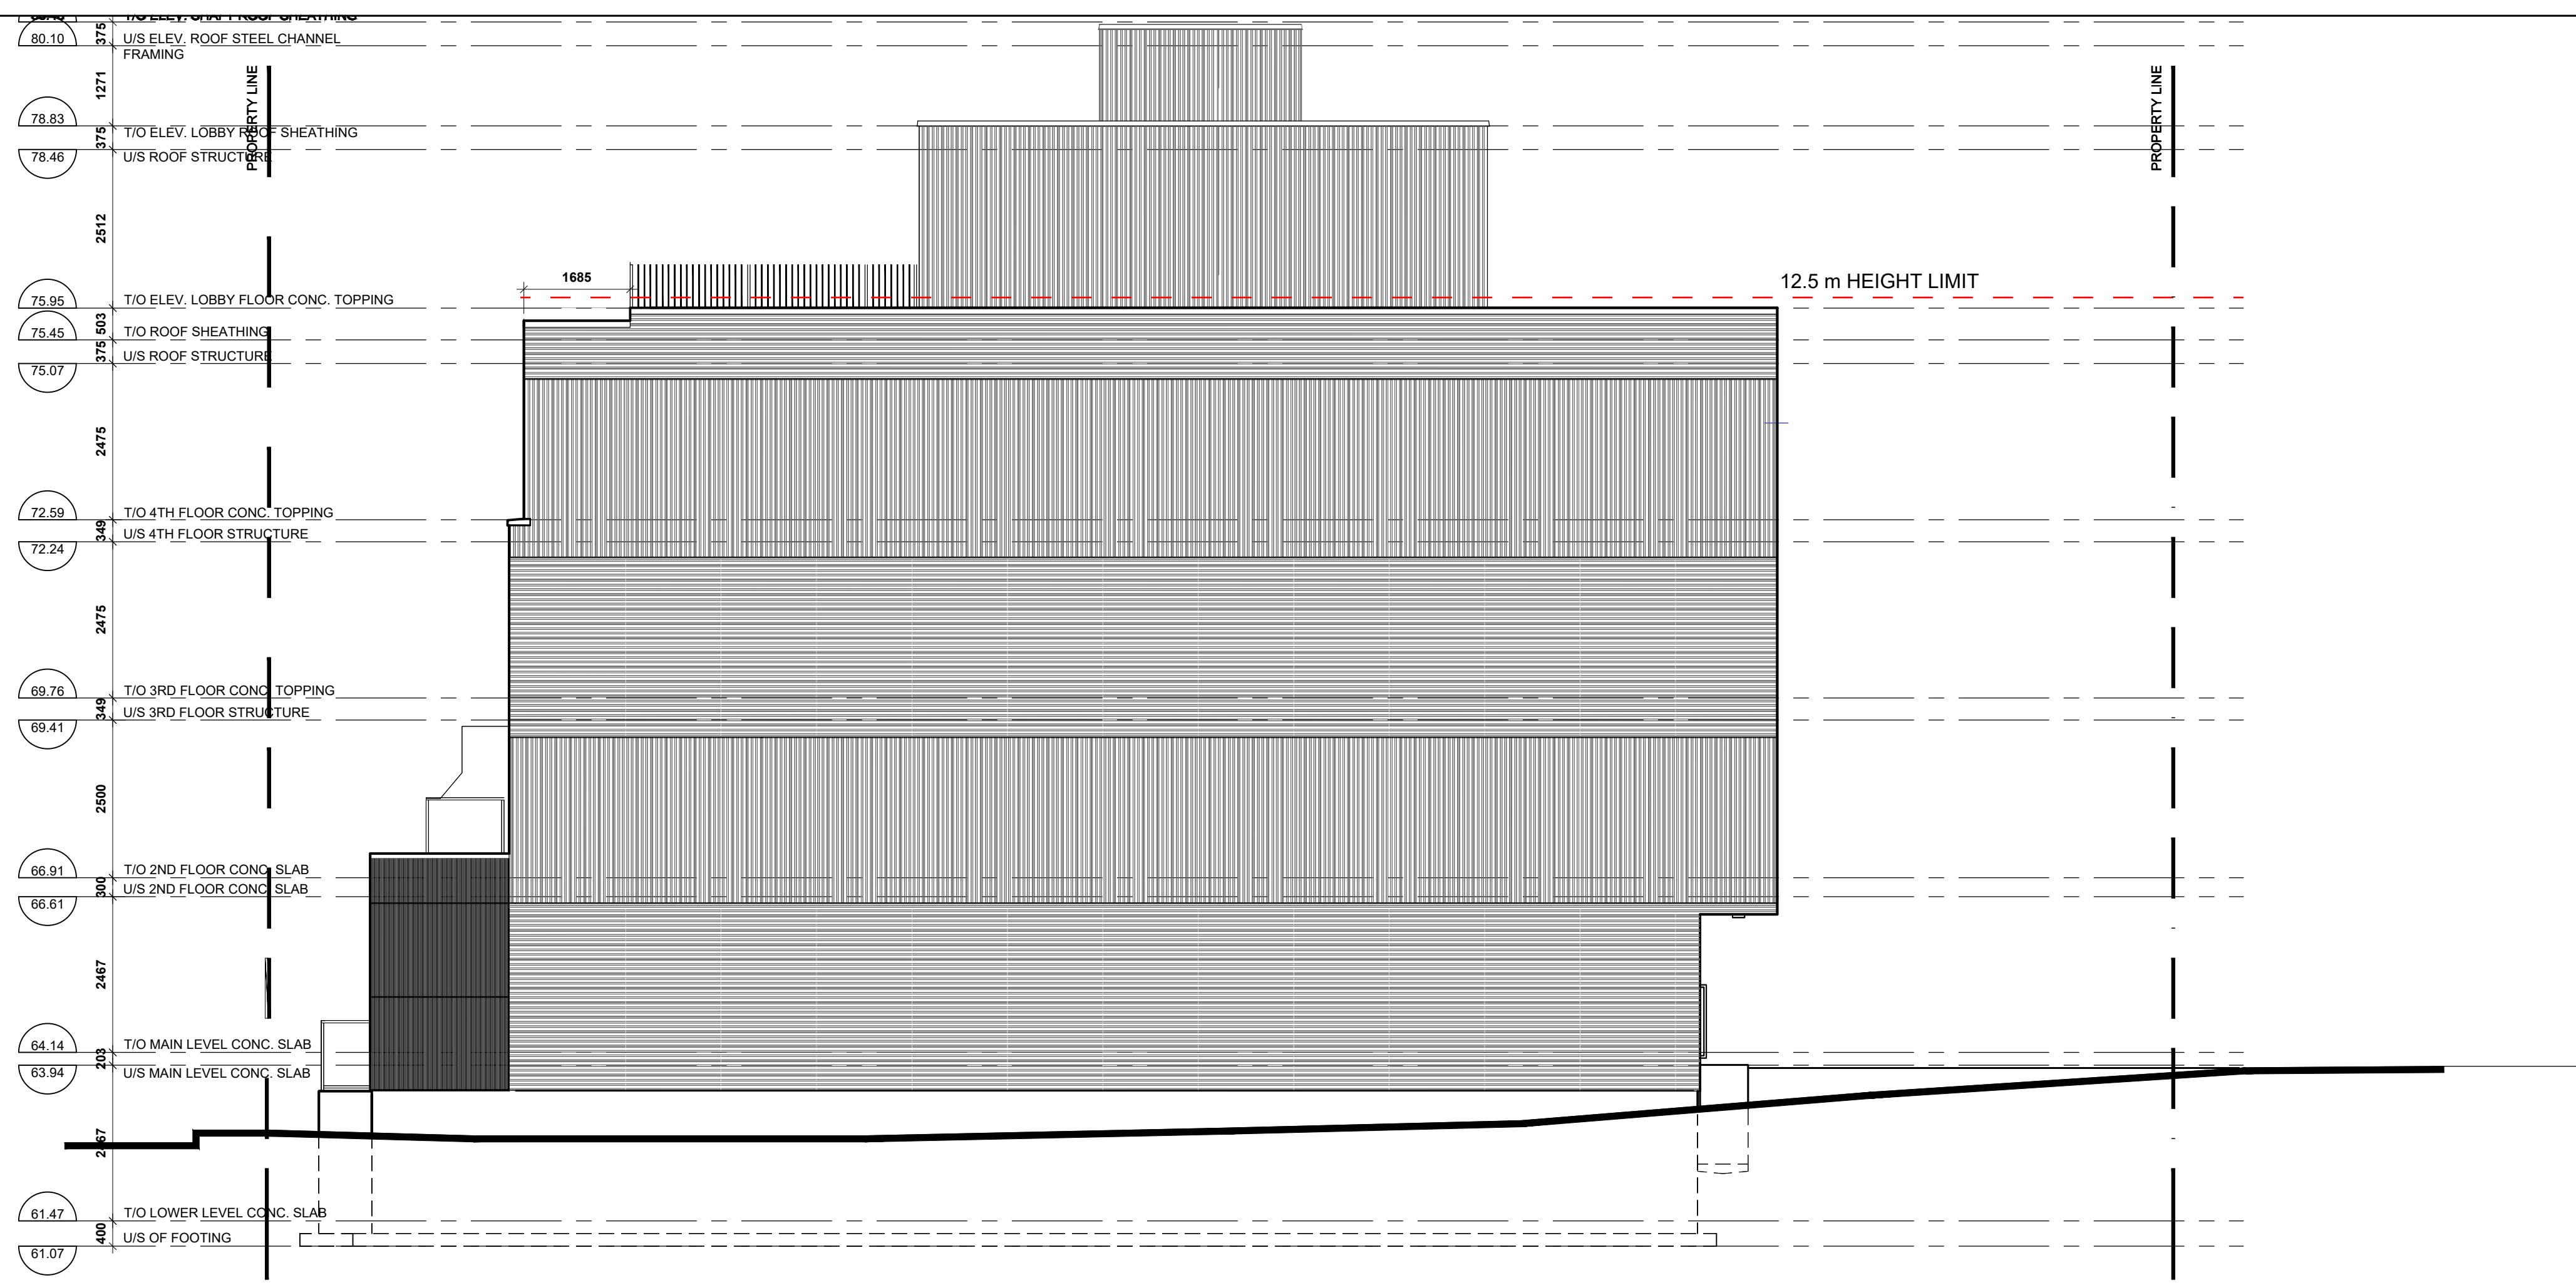 T/O ELEV. SHAFT ROOF SHEATHING
80.10
375
U/S ELEV. ROOF STEEL CHANNEL
FRAMING
PROPERTY LINE
PROPERTY LINE
1271
78.83
T/O ELEV. LOBBY ROOF SHEATHING
375
78.46
U/S ROOF STRUCTURE
2512
1685
12.5 m HEIGHT LIMIT
75.95
T/O ELEV. LOBBY FLOOR CONC. TOPPING
503
75.45
T/O ROOF SHEATHING
375
U/S ROOF STRUCTURE
75.07
2475
72.59
T/O 4TH FLOOR CONC. TOPPING
349
U/S 4TH FLOOR STRUCTURE
72.24
2475
69.76
T/O 3RD FLOOR CONC. TOPPING
349
U/S 3RD FLOOR STRUCTURE
69.41
2500
66.91
T/O 2ND FLOOR CONC. SLAB
300
U/S 2ND FLOOR CONC. SLAB
66.61
2467
64.14
T/O MAIN LEVEL CONC. SLAB
203
63.94
U/S MAIN LEVEL CONC. SLAB
2467
61.47
T/O LOWER LEVEL CONC. SLAB
400
U/S OF FOOTING
61.07